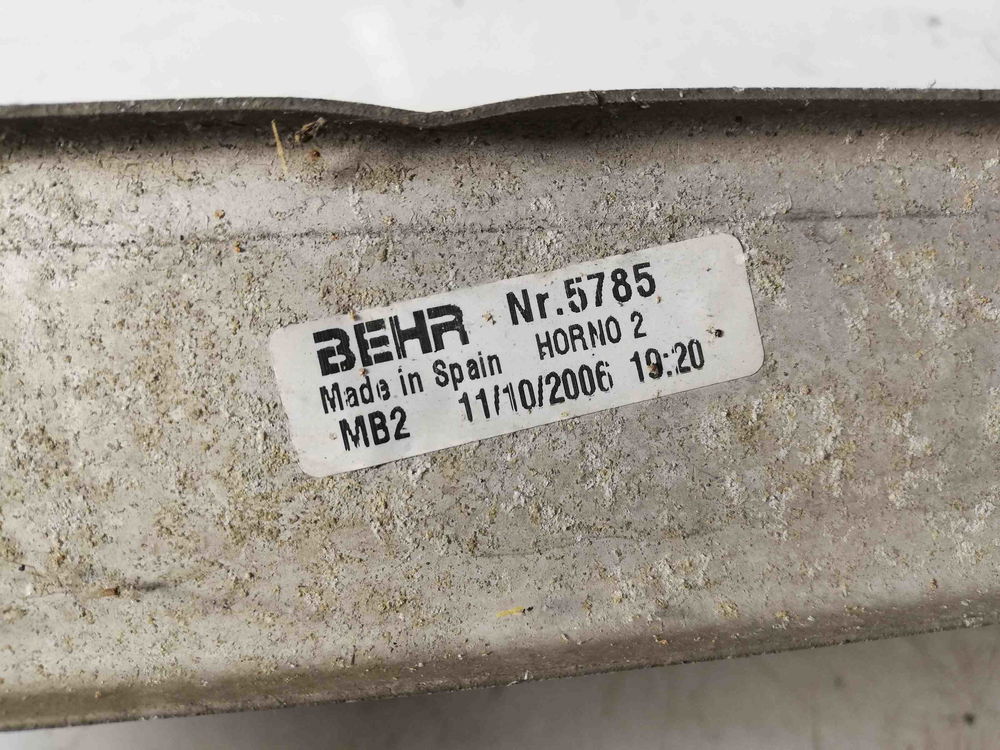 BEHR Nr.5785
Made in Spain HORNO 2
MB2 11/10/2006 19:20